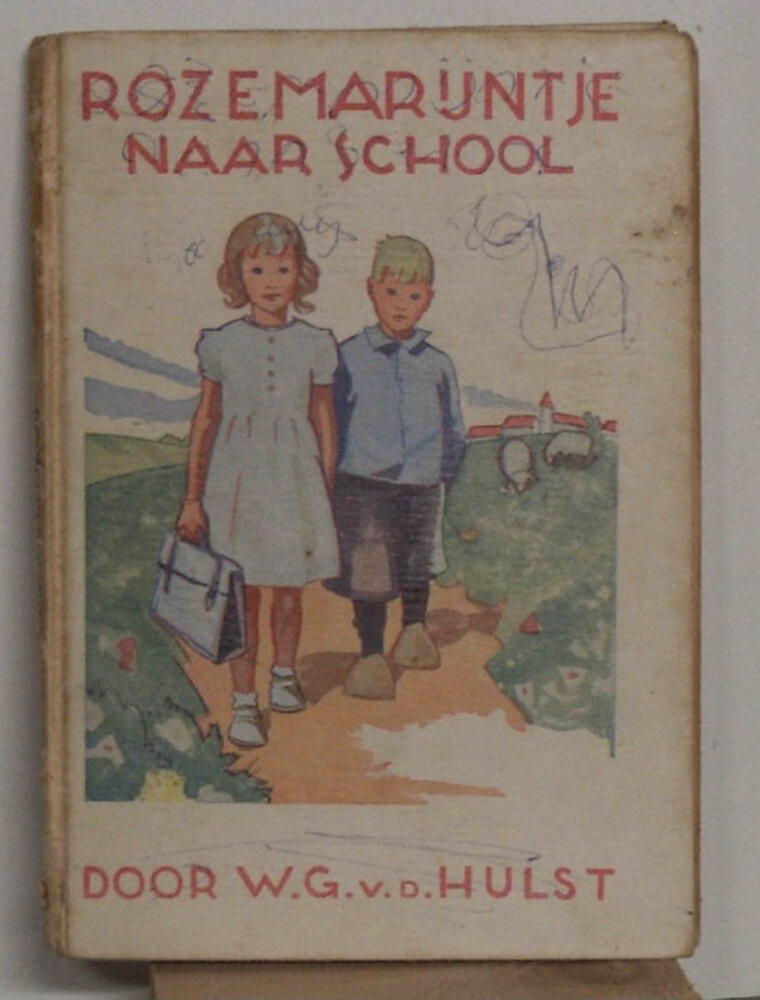 ROZEMARIJNTJE
NAAR SCHOOL
DOOR W.G. v. D. HULST